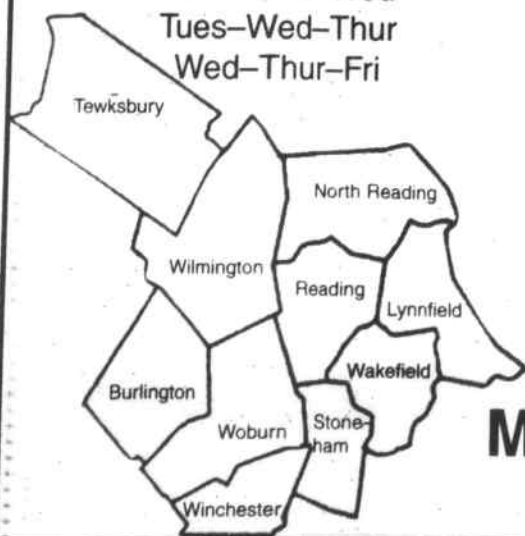 Tues–Wed–Thur
Wed–Thur–Fri
Tewksbury
North Reading
Wilmington
Reading
Lynnfield
Wakefield
Burlington
Stone-
ham
Woburn
Winchester
M